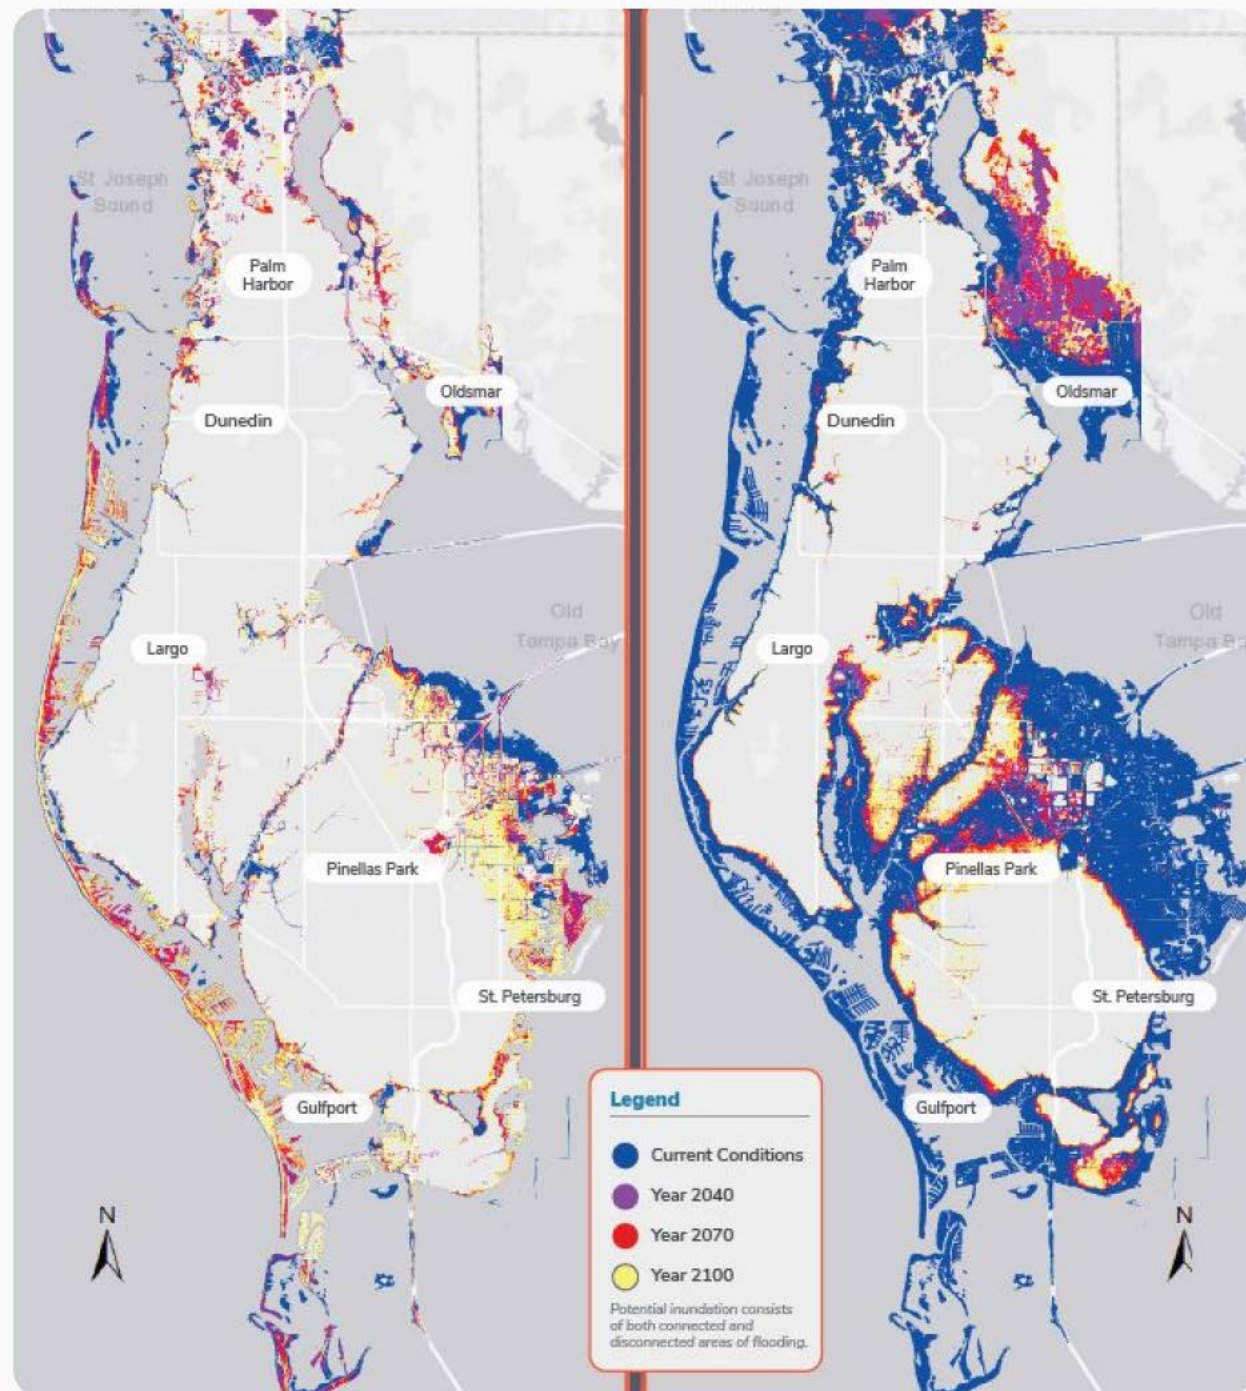 St Joseph
Sound
Palm
Harbor
Oldsmar
Dunedin
Old
Tampa Bay
Largo
Pinellas Park
St. Petersburg
Gulfport
N
St Joseph
Sound
Palm
Harbor
Oldsmar
Dunedin
Old
Tampa
Largo
Pinellas Park
St. Petersburg
Gulfport
N
Legend
Current Conditions
Year 2040
Year 2070
Year 2100
Potential inundation consists
of both connected and
disconnected areas of flooding.